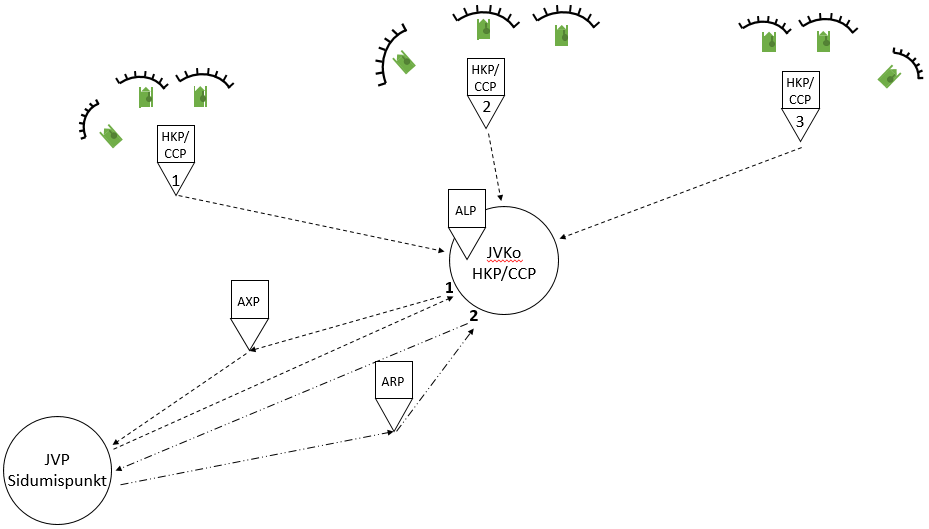 HKP/
CCP
2
HKP/
CCP
3
HKP/
CCP
1
ALP
JVKo
HKP/CCP
1
2
AXP
ARP
JVP
Sidumispunkt